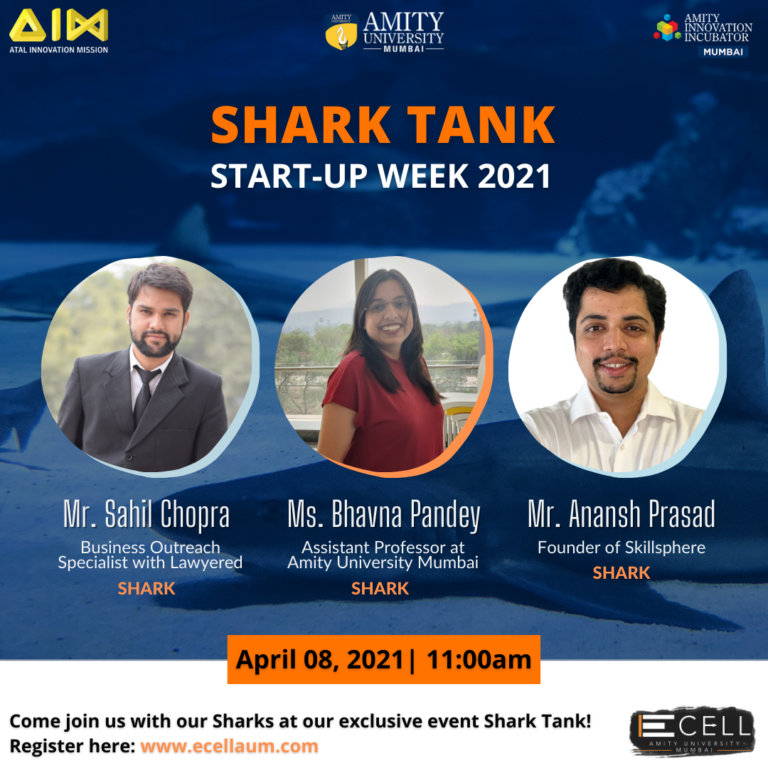 AIM
ATAL INNOVATION MISSION
AMITY
AMITY
UNIVERSITY
MUMBAI
AMITY
INNOVATION
INCUBATOR
MUMBAI
SHARK TANK
START-UP WEEK 2021
Mr. Sahil Chopra
Business Outreach
Specialist with Lawyered
SHARK
Ms. Bhavna Pandey
Assistant Professor at
Amity University Mumbai
SHARK
Mr. Anansh Prasad
Founder of Skillsphere
SHARK
April 08, 2021| 11:00am
Come join us with our Sharks at our exclusive event Shark Tank!
Register here: www.ecellaum.com
ECELL
AMITY UNIVERSITY
MUMBAI